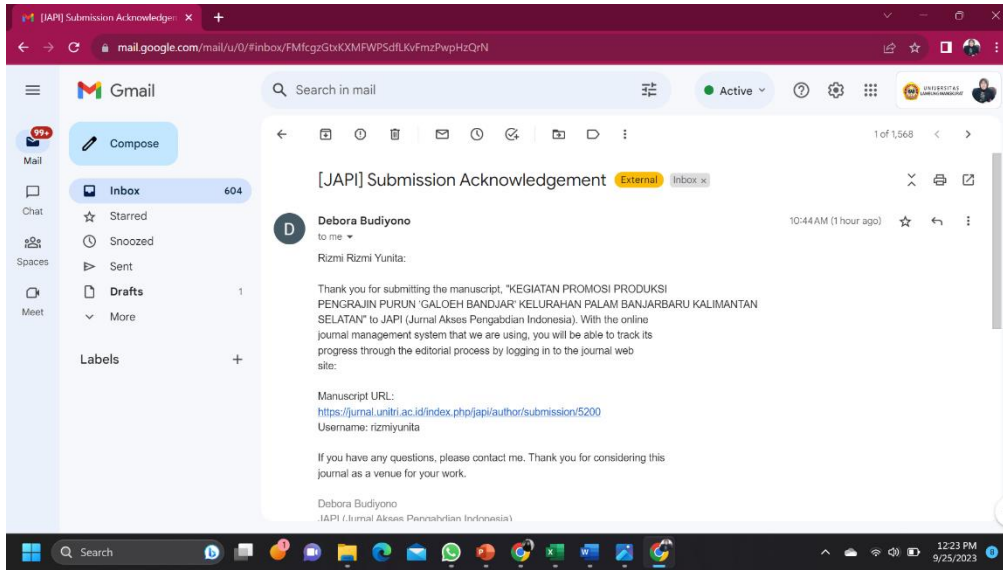 [JAPI] Submission Acknowledgem
mail.google.com/mail/u/0/#inbox/FMfcgzGtxKXMFWPSdfLKvFmzPwpHzQrN
Gmail
Search in mail
Active
UNIVERSITAS
99+
Mail
Chat
Spaces
Meet
Compose
Inbox 604
Starred
Snoozed
Sent
Drafts 1
More
Labels
1 of 1,568
[JAPI] Submission Acknowledgement External Inbox x
D
Debora Budiyono 10:44 AM (1 hour ago)
to me
Rizmi Rizmi Yunita:
Thank you for submitting the manuscript, "KEGIATAN PROMOSI PRODUKSI
PENGRAJIN PURUN 'GALOEH BANDJAR' KELURAHAN PALAM BANJARBARU KALIMANTAN
SELATAN" to JAPI (Jurnal Akses Pengabdian Indonesia). With the online
journal management system that we are using, you will be able to track its
progress through the editorial process by logging in to the journal web
site:
Manuscript URL:
https://jurnal.unitri.ac.id/index.php/japi/author/submission/5200
Username: rizmiyunita
If you have any questions, please contact me. Thank you for considering this
journal as a venue for your work.
Debora Budiyono
JAPI (Jurnal Akses Pengabdian Indonesia)
Search
12:23 PM
9/25/2023